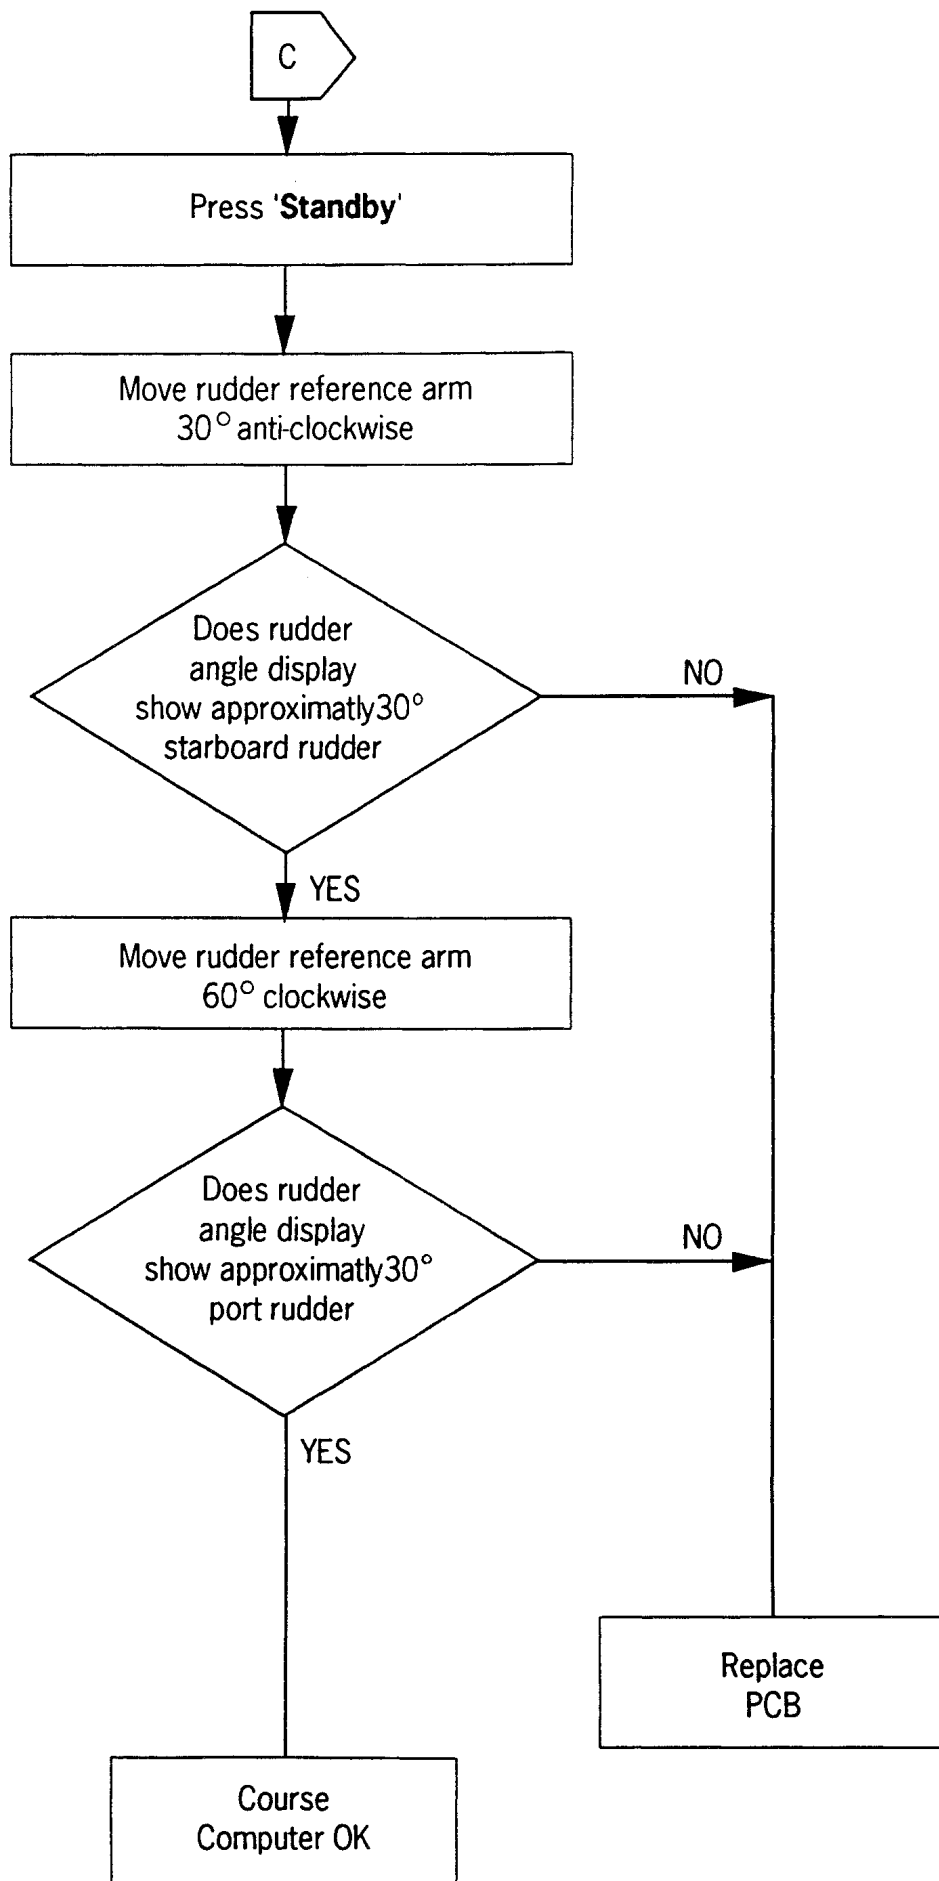 C
Press 'Standby'
Move rudder reference arm
30° anti-clockwise
Does rudder
angle display
show approximatly30°
starboard rudder
NO
YES
Move rudder reference arm
60° clockwise
Does rudder
angle display
show approximatly30°
port rudder
NO
YES
Replace
PCB
Course
Computer OK